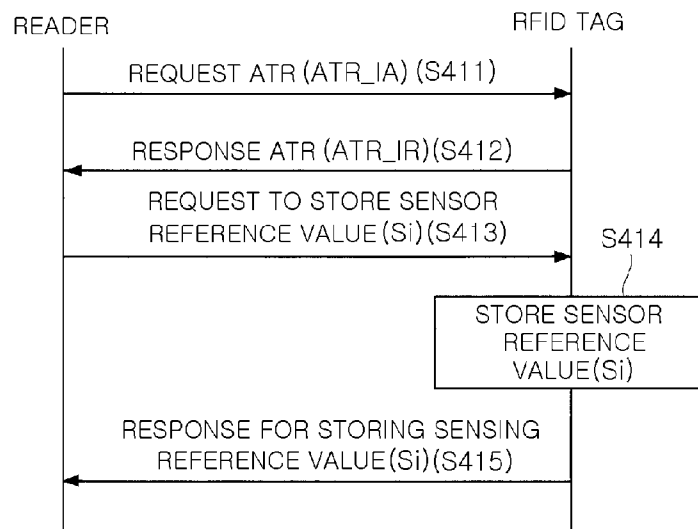 READER
RFID TAG
REQUEST ATR (ATR_IA) (S411)
RESPONSE ATR (ATR_IR)(S412)
REQUEST TO STORE SENSOR
REFERENCE VALUE(Si)(S413)
S414
STORE SENSOR
REFERENCE
VALUE(Si)
RESPONSE FOR STORING SENSING
REFERENCE VALUE(Si)(S415)